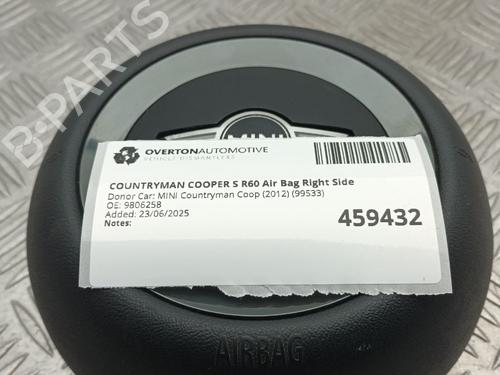 B-PARTS
MINI
OVERTONAUTOMOTIVE
VEHICLE DISMANTLERS
COUNTRYMAN COOPER S R60 Air Bag Right Side
Donor Car: MINI Countryman Coop (2012) (99533)
OE: 9806258
Added: 23/06/2025
Notes:
459432
AIRBAG